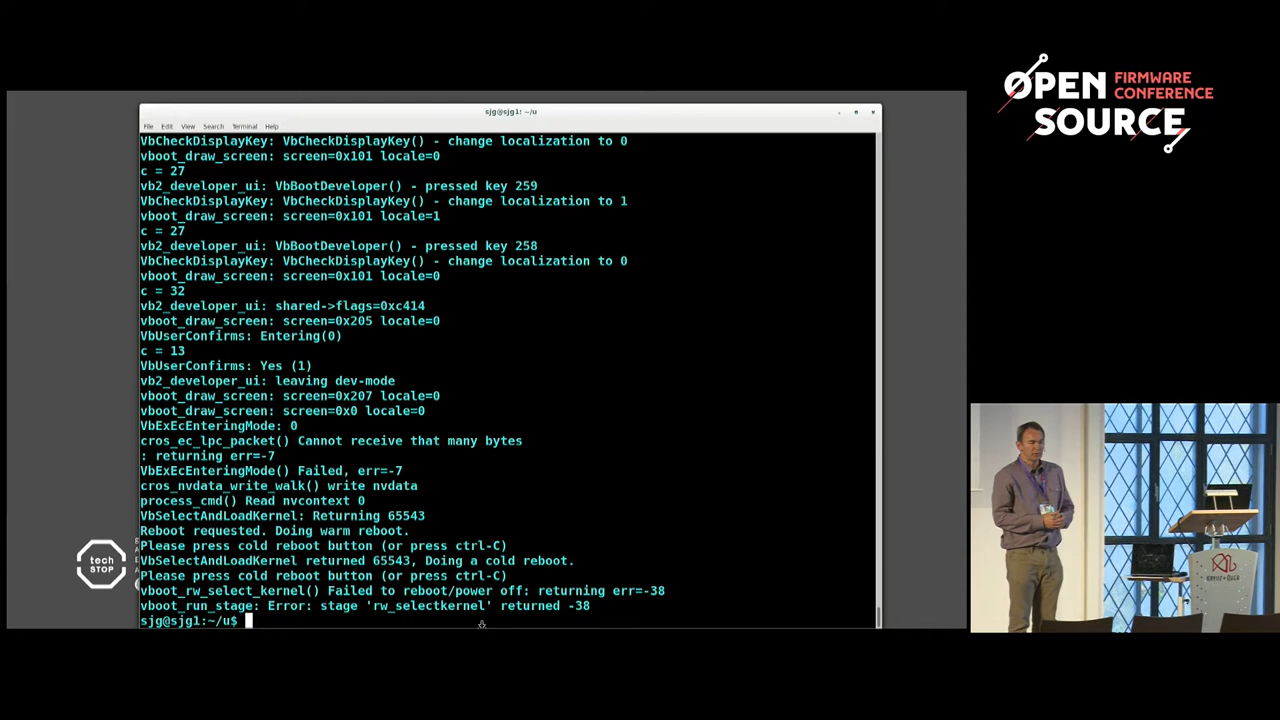 sjg@sjg1: ~/u
File Edit View Search Terminal Help
VbCheckDisplayKey: VbCheckDisplayKey() - change localization to 0
vboot_draw_screen: screen=0x101 locale=0
c = 27
vb2_developer_ui: VbBootDeveloper() - pressed key 259
VbCheckDisplayKey: VbCheckDisplayKey() - change localization to 1
vboot_draw_screen: screen=0x101 locale=1
c = 27
vb2_developer_ui: VbBootDeveloper() - pressed key 258
VbCheckDisplayKey: VbCheckDisplayKey() - change localization to 0
vboot_draw_screen: screen=0x101 locale=0
c = 32
vb2_developer_ui: shared->flags=0xc414
vboot_draw_screen: screen=0x205 locale=0
VbUserConfirms: Entering(0)
c = 13
VbUserConfirms: Yes (1)
vb2_developer_ui: leaving dev-mode
vboot_draw_screen: screen=0x207 locale=0
vboot_draw_screen: screen=0x0 locale=0
VbExEcEnteringMode: 0
cros_ec_lpc_packet() Cannot receive that many bytes
: returning err=-7
VbExEcEnteringMode() Failed, err=-7
cros_nvdata_write_walk() write nvdata
process_cmd() Read nvcontext 0
VbSelectAndLoadKernel: Returning 65543
Reboot requested. Doing warm reboot.
Please press cold reboot button (or press ctrl-C)
VbSelectAndLoadKernel returned 65543, Doing a cold reboot.
Please press cold reboot button (or press ctrl-C)
vboot_rw_select_kernel() Failed to reboot/power off: returning err=-38
vboot_run_stage: Error: stage 'rw_selectkernel' returned -38
sjg@sjg1:~/u$
tech
STOP
OPEN FIRMWARE
CONFERENCE
SOURCE